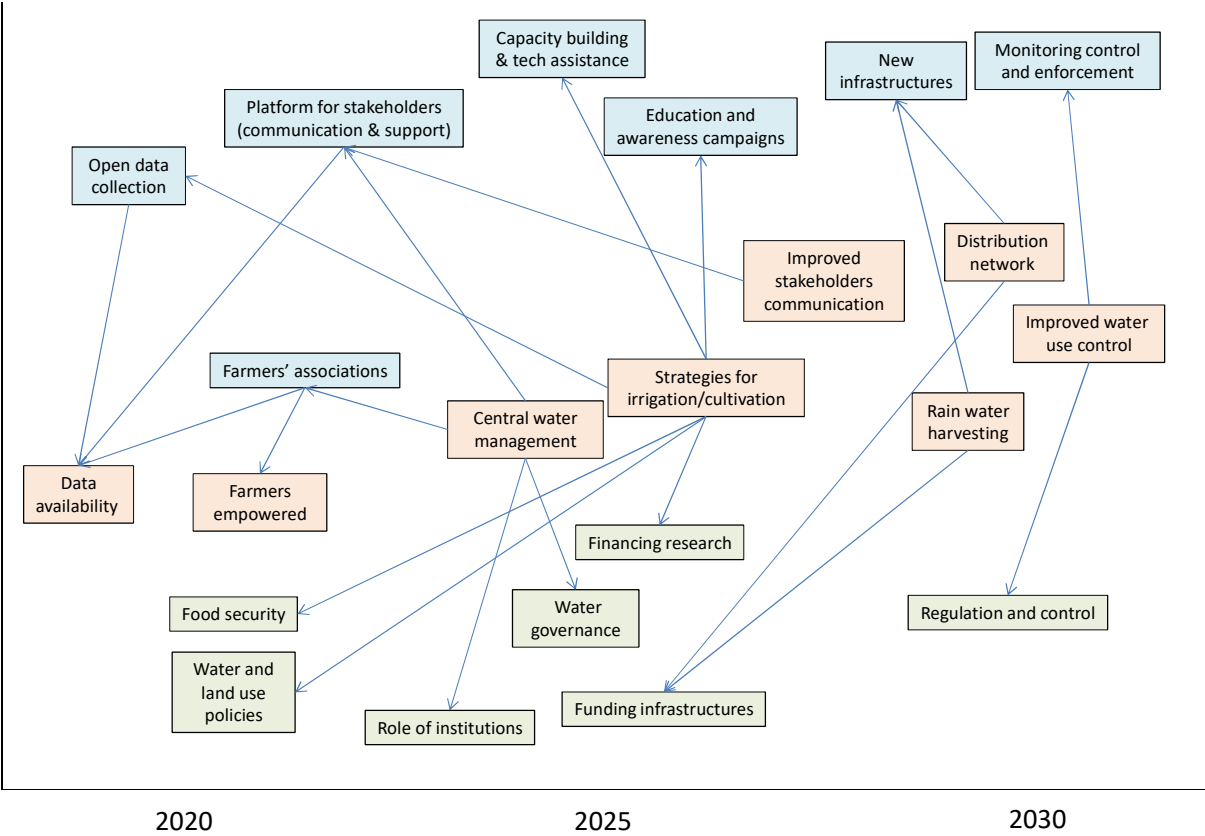 Capacity building
& tech assistance
New
infrastructures
Monitoring control
and enforcement
Platform for stakeholders
(communication & support)
Education and
awareness campaigns
Open data
collection
Distribution
network
Improved
stakeholders
communication
Improved water
use control
Farmers’ associations
Strategies for
irrigation/cultivation
Central water
management
Rain water
harvesting
Data
availability
Farmers
empowered
Financing research
Food security
Water
governance
Regulation and control
Water and
land use
policies
Role of institutions
Funding infrastructures
2020
2025
2030